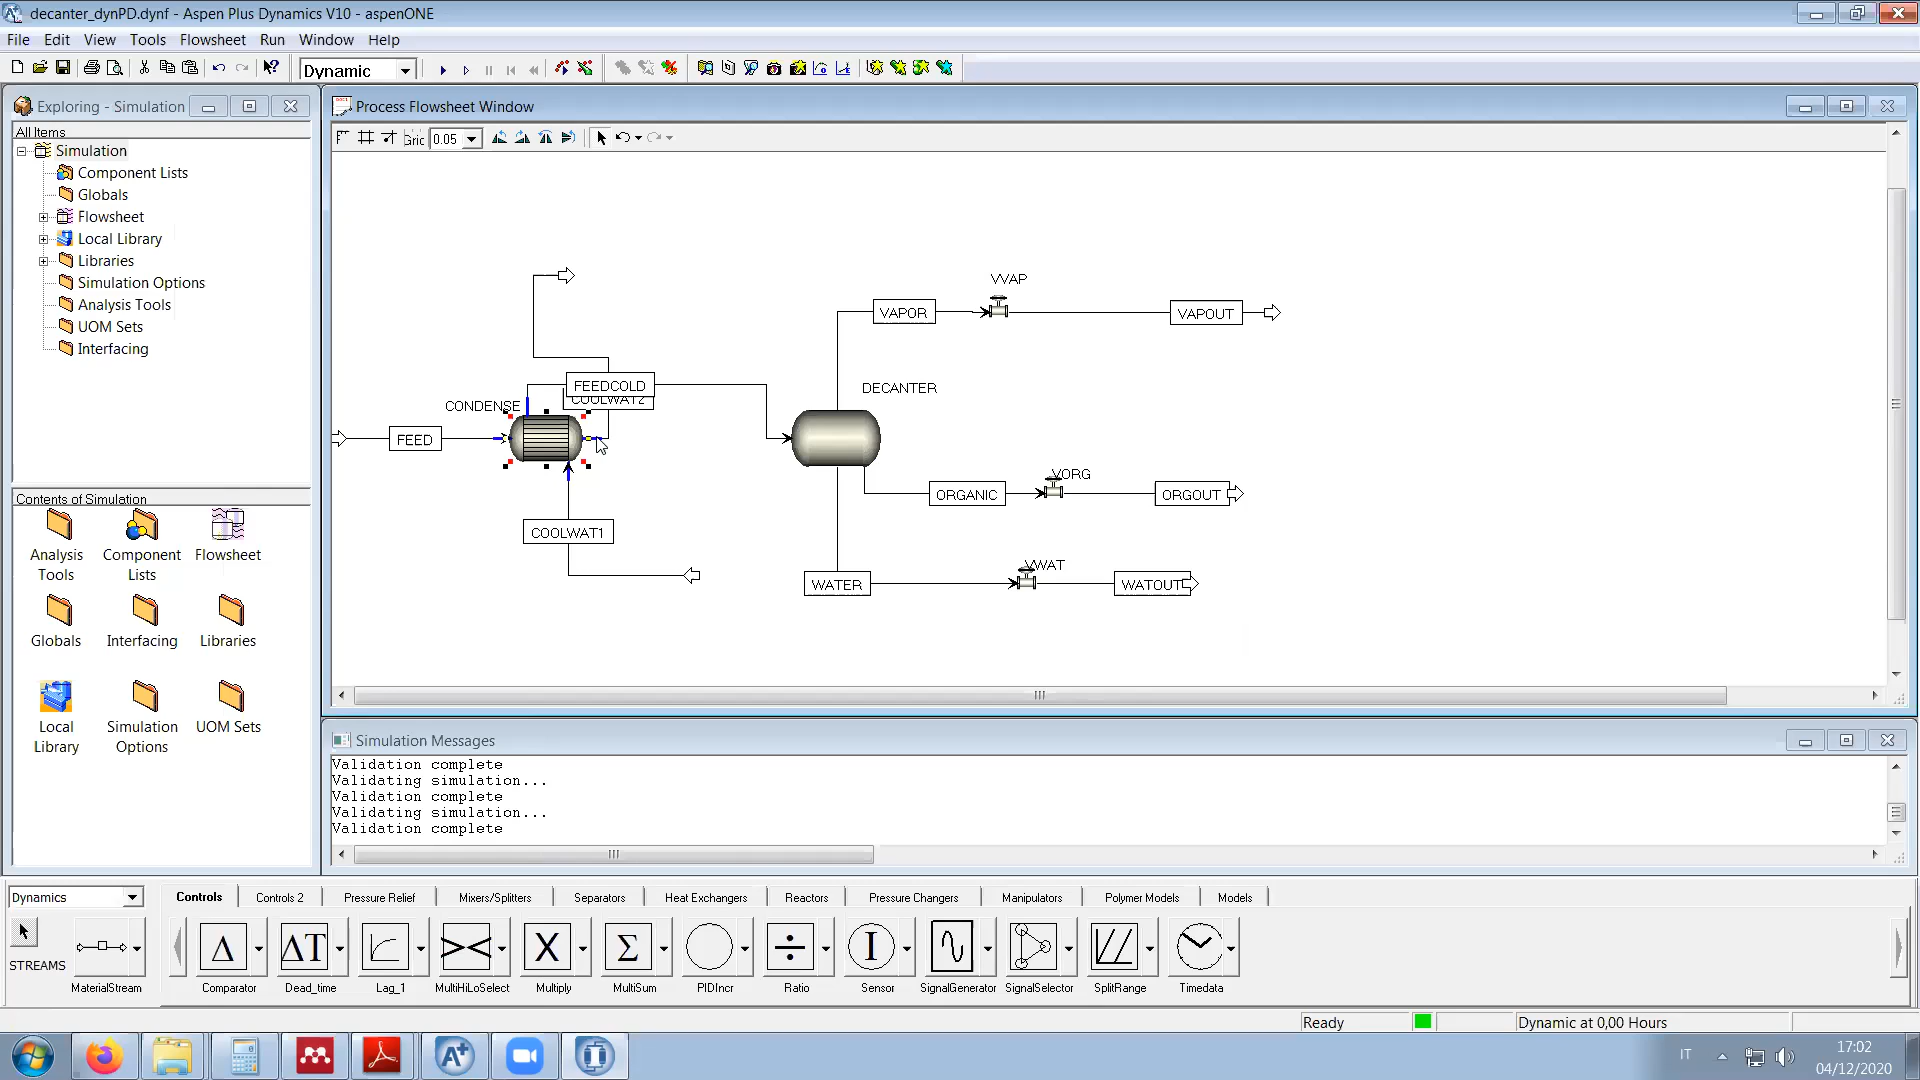 decanter_dynPD.dynf - Aspen Plus Dynamics V10 - aspenONE
File Edit View Tools Flowsheet Run Window Help
Dynamic
Exploring - Simulation
All Items
Simulation
Component Lists
Globals
Flowsheet
Local Library
Libraries
Simulation Options
Analysis Tools
UOM Sets
Interfacing
Contents of Simulation
Analysis Tools
Component Lists
Flowsheet
Globals
Interfacing
Libraries
Local Library
Simulation Options
UOM Sets
Process Flowsheet Window
0.05
VVAP
VAPOR
VAPOUT
FEEDCOLD
COOLWAT2
DECANTER
CONDENSE
FEED
VORG
ORGANIC
ORGOUT
COOLWAT1
VWAT
WATER
WATOUT
Simulation Messages
Validation complete
Validating simulation...
Validation complete
Validating simulation...
Validation complete
Dynamics
Controls Controls 2 Pressure Relief Mixers/Splitters Separators Heat Exchangers Reactors Pressure Changers Manipulators Polymer Models Models
STREAMS
MaterialStream
Δ ΔT X Σ ÷ I
Comparator Dead_time Lag_1 MultiHiLoSelect Multiply MultiSum PIDIncr Ratio Sensor SignalGenerator SignalSelector SplitRange Timedata
Ready
Dynamic at 0,00 Hours
IT
17:02
04/12/2020